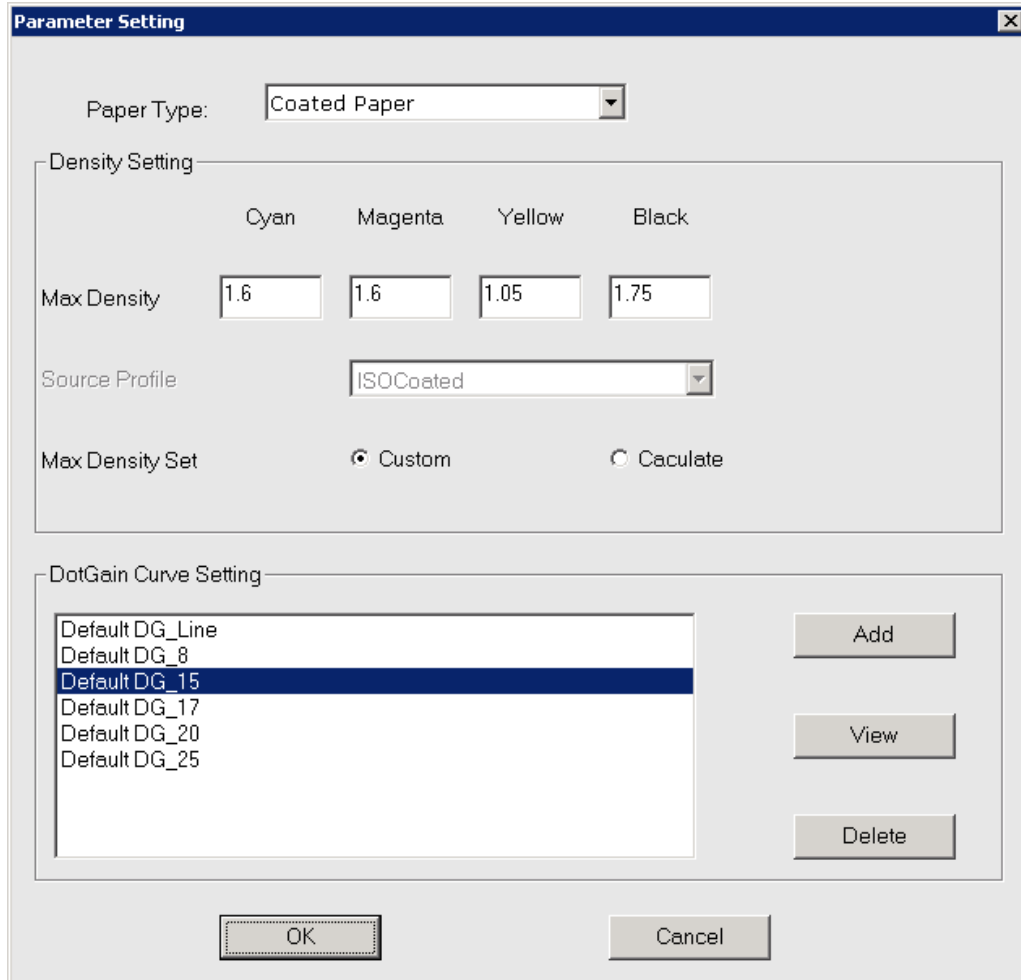 Parameter Setting
Paper Type: Coated Paper
Density Setting
Cyan Magenta Yellow Black
Max Density 1.6 1.6 1.05 1.75
Source Profile ISOCoated
Max Density Set Custom Caculate
DotGain Curve Setting
Default DG_Line
Default DG_8
Default DG_15
Default DG_17
Default DG_20
Default DG_25
Add
View
Delete
OK Cancel